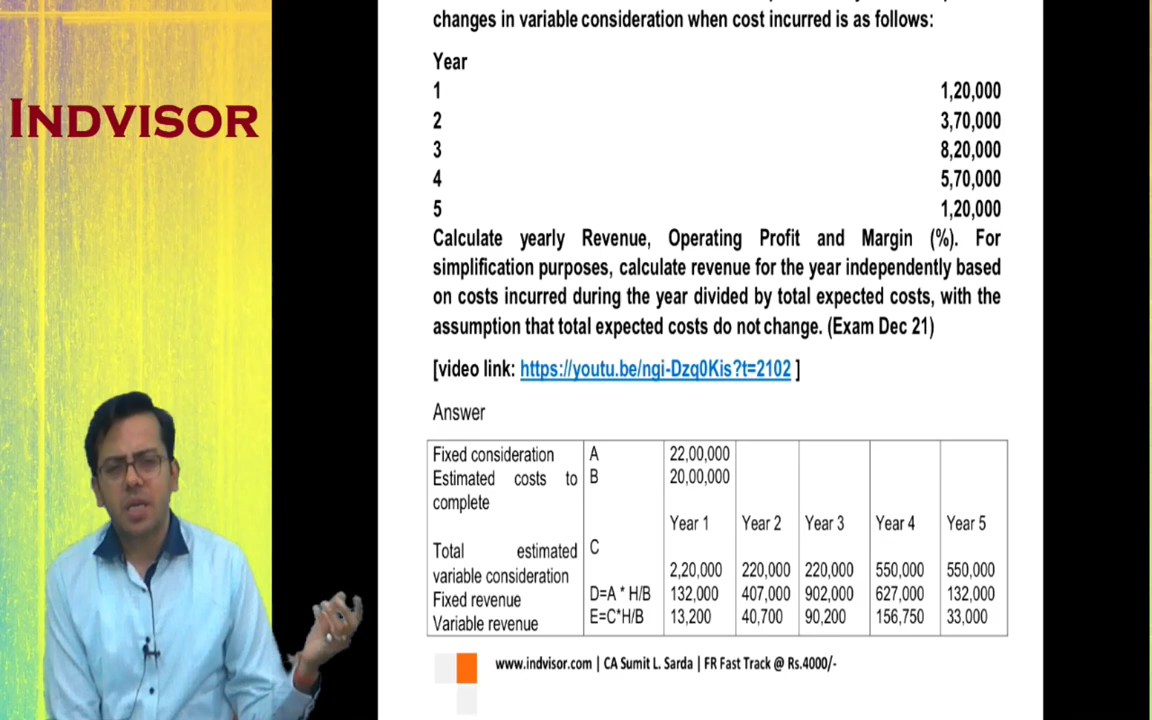 INDVISOR
changes in variable consideration when cost incurred is as follows:
Year
1 1,20,000
2 3,70,000
3 8,20,000
4 5,70,000
5 1,20,000
Calculate yearly Revenue, Operating Profit and Margin (%). For
simplification purposes, calculate revenue for the year independently based
on costs incurred during the year divided by total expected costs, with the
assumption that total expected costs do not change. (Exam Dec 21)
[video link: https://youtu.be/ngi-Dzq0Kis?t=2102 ]
Answer
Fixed consideration A 22,00,000
Estimated costs to B 20,00,000
complete
Year 1 Year 2 Year 3 Year 4 Year 5
Total estimated C
variable consideration 2,20,000 220,000 220,000 550,000 550,000
Fixed revenue D=A * H/B 132,000 407,000 902,000 627,000 132,000
Variable revenue E=C*H/B 13,200 40,700 90,200 156,750 33,000
www.indvisor.com | CA Sumit L. Sarda | FR Fast Track @ Rs.4000/-